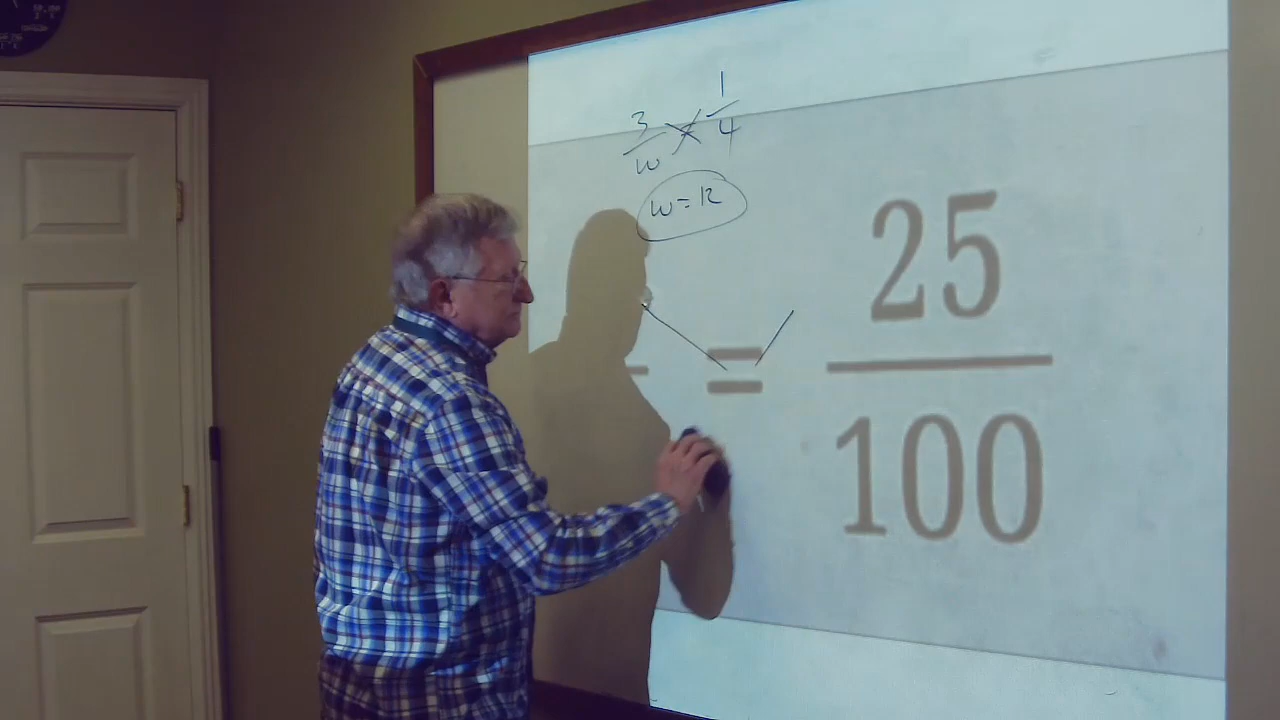 3/w = 1/4
w = 12
= 25/100